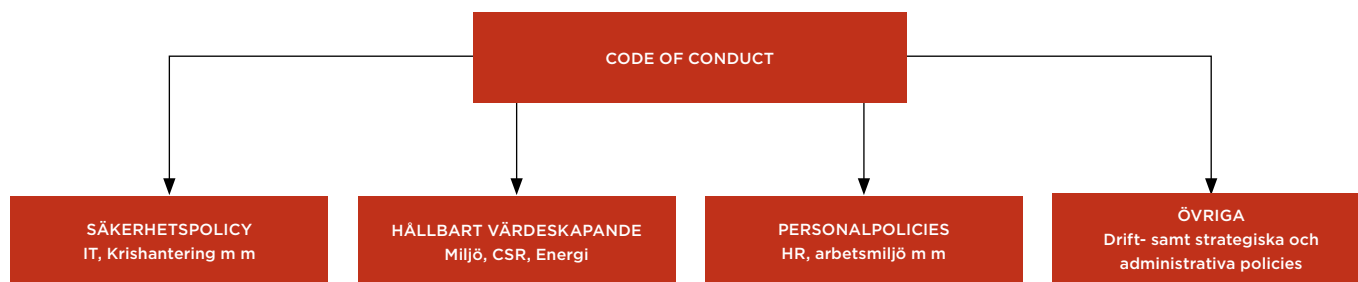 CODE OF CONDUCT
SÄKERHETSPOLICY
IT, Krishantering m m
HÅLLBART VÄRDESKAPANDE
Miljö, CSR, Energi
PERSONALPOLICIES
HR, arbetsmiljö m m
ÖVRIGA
Drift- samt strategiska och
administrativa policies